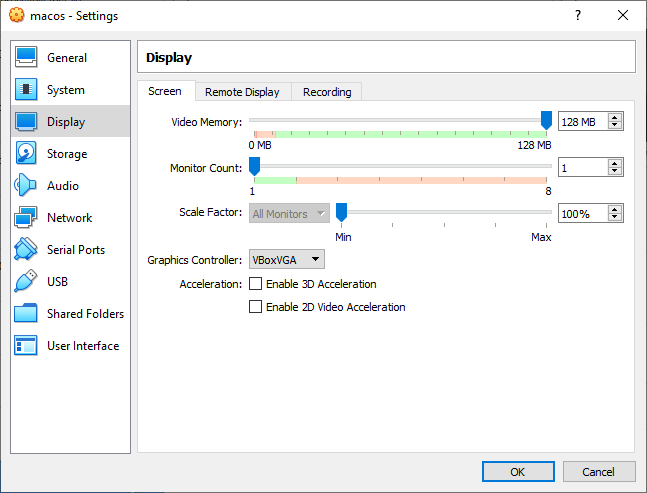 macos - Settings
General
System
Display
Storage
Audio
Network
Serial Ports
USB
Shared Folders
User Interface
Display
Screen
Remote Display
Recording
Video Memory:
128 MB
0 MB
128 MB
Monitor Count:
1
1
8
Scale Factor:
All Monitors
100%
Min
Max
Graphics Controller:
VBoxVGA
Acceleration:
Enable 3D Acceleration
Enable 2D Video Acceleration
OK
Cancel